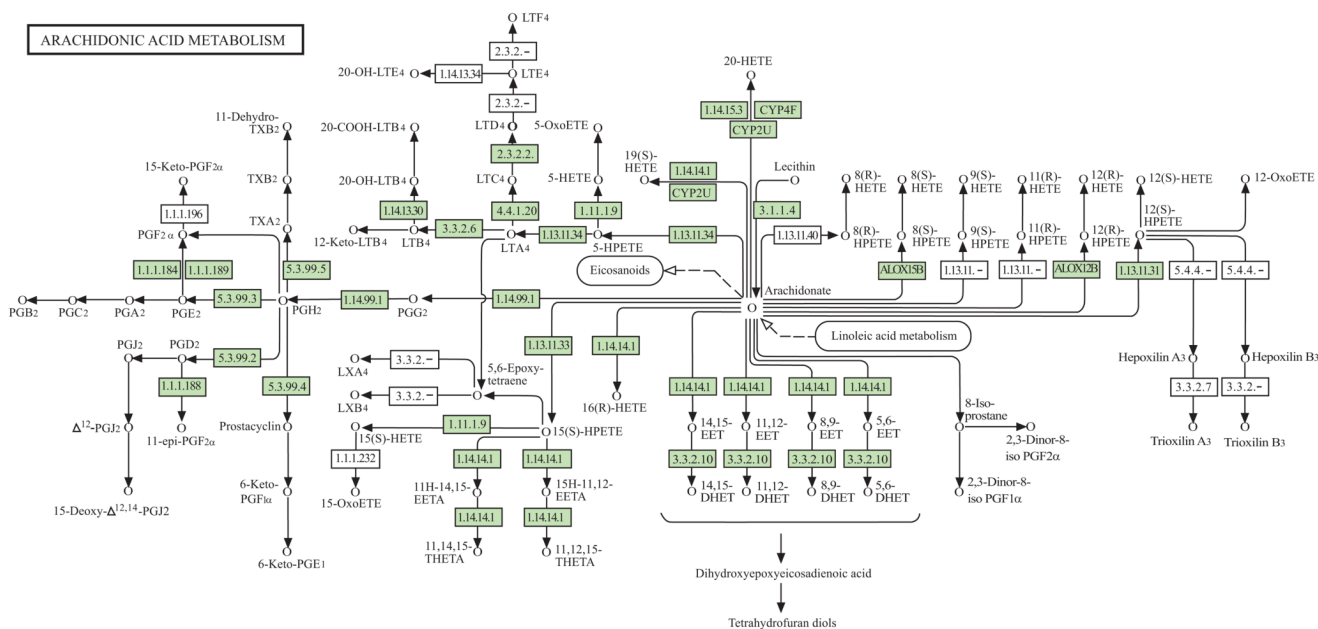 ARACHIDONIC ACID METABOLISM
LTF4
2.3.2.-
20-OH-LTE4
1.14.13.34
LTE4
2.3.2.-
20-HETE
1.14.15.3
CYP4F
CYP2U
11-Dehydro-
TXB2
20-COOH-LTB4
LTD4
5-OxoETE
2.3.2.2.
15-Keto-PGF2α
TXB2
20-OH-LTB4
LTC4
5-HETE
19(S)-
HETE
1.14.14.1
CYP2U
Lecithin
8(R)-
HETE
8(S)-
HETE
9(S)-
HETE
11(R)-
HETE
12(R)-
HETE
12(S)-HETE
12-OxoETE
1.1.1.196
1.14.13.30
4.4.1.20
1.11.1.9
3.1.1.4
12(S)-
HPETE
PGF2α
TXA2
12-Keto-LTB4
LTB4
3.3.2.6
LTA4
1.13.11.34
5-HPETE
1.13.11.34
1.13.11.40
8(R)-
HPETE
8(S)-
HPETE
9(S)-
HPETE
11(R)-
HPETE
12(R)-
HPETE
1.1.1.184
1.1.1.189
5.3.99.5
Eicosanoids
ALOX15B
1.13.11.-
1.13.11.-
ALOX12B
1.13.11.31
5.4.4.-
5.4.4.-
Arachidonate
PGB2
PGC2
PGA2
PGE2
5.3.99.3
PGH2
1.14.99.1
PGG2
1.14.99.1
Linoleic acid metabolism
PGJ2
PGD2
5.3.99.2
1.13.11.33
1.14.14.1
LXA4
3.3.2.-
5,6-Epoxy-
tetraene
Hepoxilin A3
Hepoxilin B3
1.1.1.188
5.3.99.4
LXB4
3.3.2.-
16(R)-HETE
1.14.14.1
1.14.14.1
1.14.14.1
1.14.14.1
3.3.2.7
3.3.2.-
Δ12-PGJ2
11-epi-PGF2α
Prostacyclin
15(S)-HETE
1.11.1.9
15(S)-HPETE
14,15-
EET
11,12-
EET
8,9-
EET
5,6-
EET
8-Iso-
prostane
2,3-Dinor-8-
iso PGF2α
Trioxilin A3
Trioxilin B3
1.1.1.232
1.14.14.1
1.14.14.1
3.3.2.10
3.3.2.10
3.3.2.10
3.3.2.10
15-Deoxy-Δ12,14-PGJ2
6-Keto-
PGF1α
15-OxoETE
11H-14,15-
EETA
15H-11,12-
EETA
14,15-
DHET
11,12-
DHET
8,9-
DHET
5,6-
DHET
2,3-Dinor-8-
iso PGF1α
1.14.14.1
1.14.14.1
6-Keto-PGE1
11,14,15-
THETA
11,12,15-
THETA
Dihydroxyepoxyeicosadienoic acid
Tetrahydrofuran diols